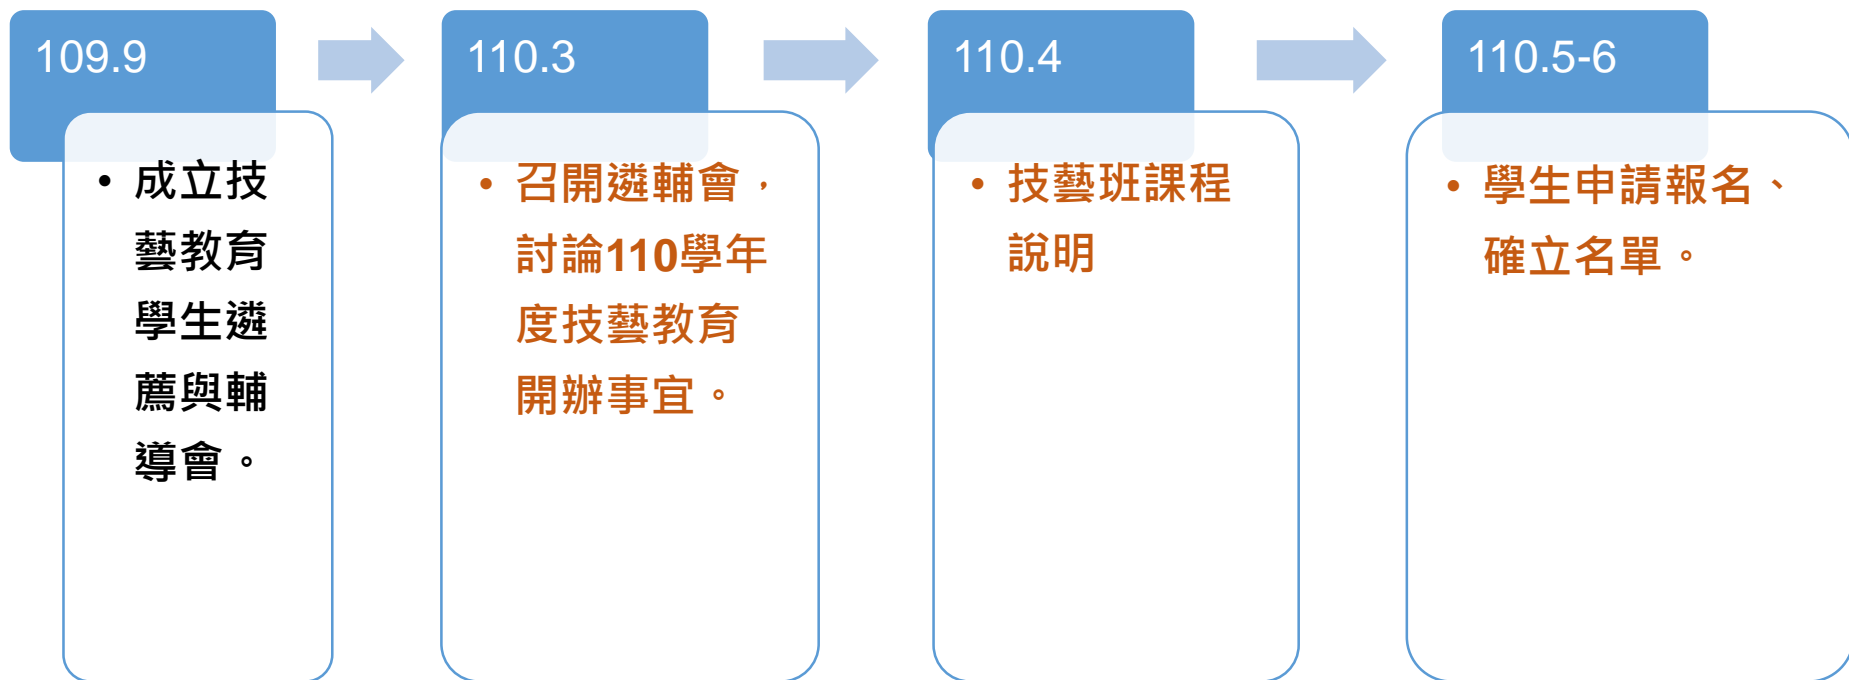 109.9
• 成立技
藝教育
學生遴
薦與輔
導會。
110.3
• 召開遴輔會，
討論110學年
度技藝教育
開辦事宜。
110.4
• 技藝班課程
說明
110.5-6
• 學生申請報名、
確立名單。